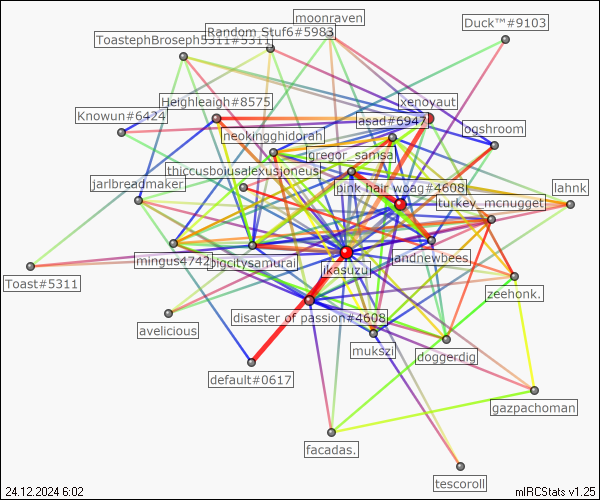 moonraven
Duck™#9103
Random Stuf6#5983
ToastephBroseph5311#5311
Heighleigh#8575
xenoyaut
Knowun#6424
asad#6947
ogshroom
neokingghidorah
gregor_samsa
thiccusboiusalexusjoneus
jarlbreadmaker
pink hair woag#4608
lahnk
turkey_mcnugget
mingus4742
bigcitysamurai
andnewbees
ikasuzu
Toast#5311
zeehonk.
disaster of passion#4608
avelicious
mukszi
doggerdig
default#0617
gazpachoman
facadas.
tescoroll
24.12.2024 6:02
mIRCStats v1.25